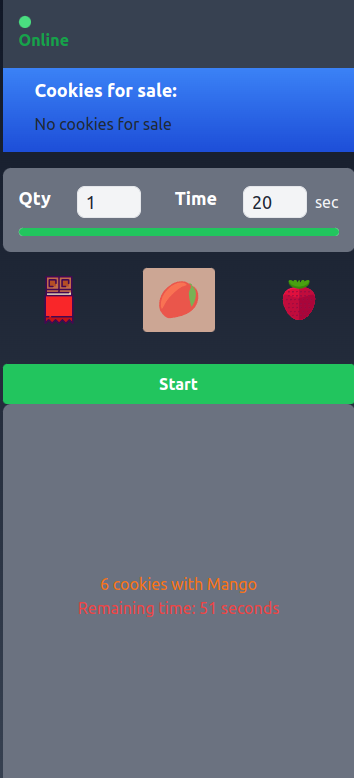 Online
Cookies for sale:
No cookies for sale
Qty 1 Time 20 sec
Start
6 cookies with Mango
Remaining time: 51 seconds